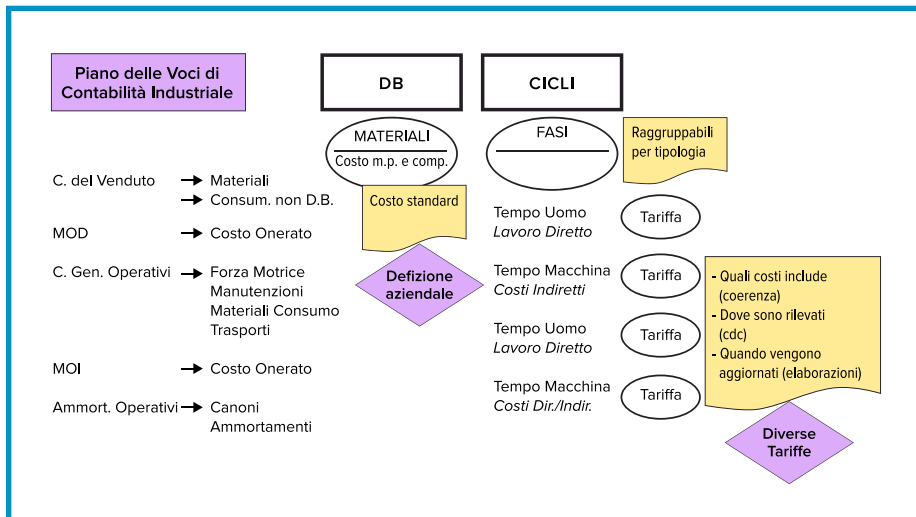 Piano delle Voci di
Contabilità Industriale
DB
CICLI
MATERIALI
Costo m.p. e comp.
FASI
Raggruppabili
per tipologia
C. del Venduto
Materiali
Consum. non D.B.
Costo standard
Tempo Uomo
Lavoro Diretto
Tariffa
MOD
Costo Onerato
C. Gen. Operativi
Forza Motrice
Manutenzioni
Materiali Consumo
Trasporti
Defizione
aziendale
Tempo Macchina
Costi Indiretti
Tariffa
- Quali costi include
(coerenza)
- Dove sono rilevati
(cdc)
- Quando vengono
aggiornati (elaborazioni)
Tempo Uomo
Lavoro Diretto
Tariffa
MOI
Costo Onerato
Tempo Macchina
Costi Dir./Indir.
Tariffa
Ammort. Operativi
Canoni
Ammortamenti
Diverse
Tariffe